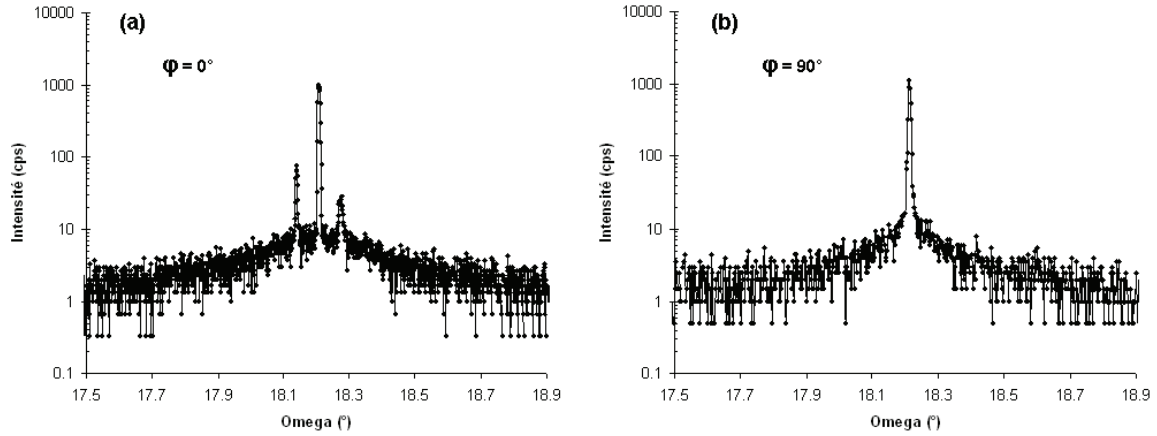 (a)
φ = 0°
10000
1000
100
10
1
0.1
Intensité (cps)
17.5 17.7 17.9 18.1 18.3 18.5 18.7 18.9
Omega (°)
(b)
φ = 90°
10000
1000
100
10
1
0.1
Intensité (cps)
17.5 17.7 17.9 18.1 18.3 18.5 18.7 18.9
Omega (°)